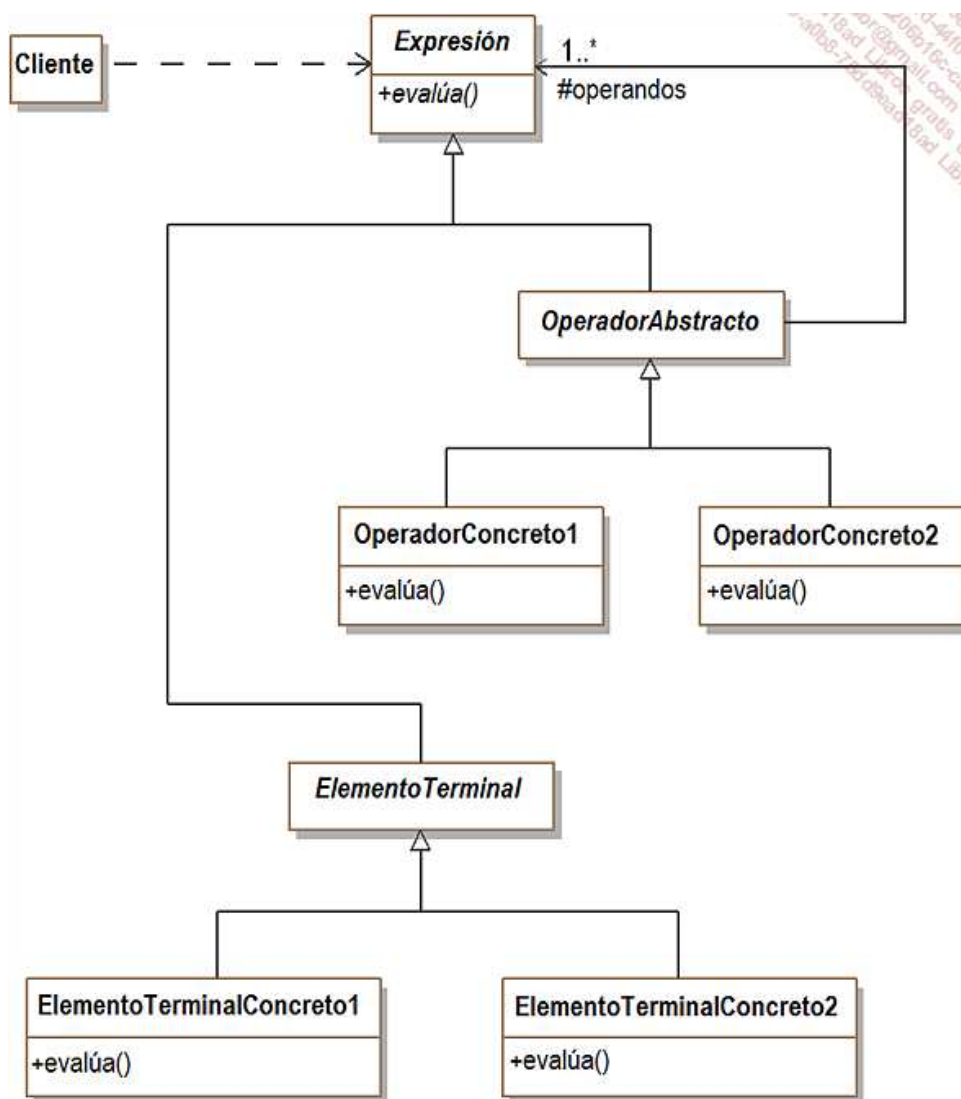 Expresión
Cliente
+evalúa()
1..*
#operandos
OperadorAbstracto
OperadorConcreto1
+evalúa()
OperadorConcreto2
+evalúa()
ElementoTerminal
ElementoTerminalConcreto1
+evalúa()
ElementoTerminalConcreto2
+evalúa()